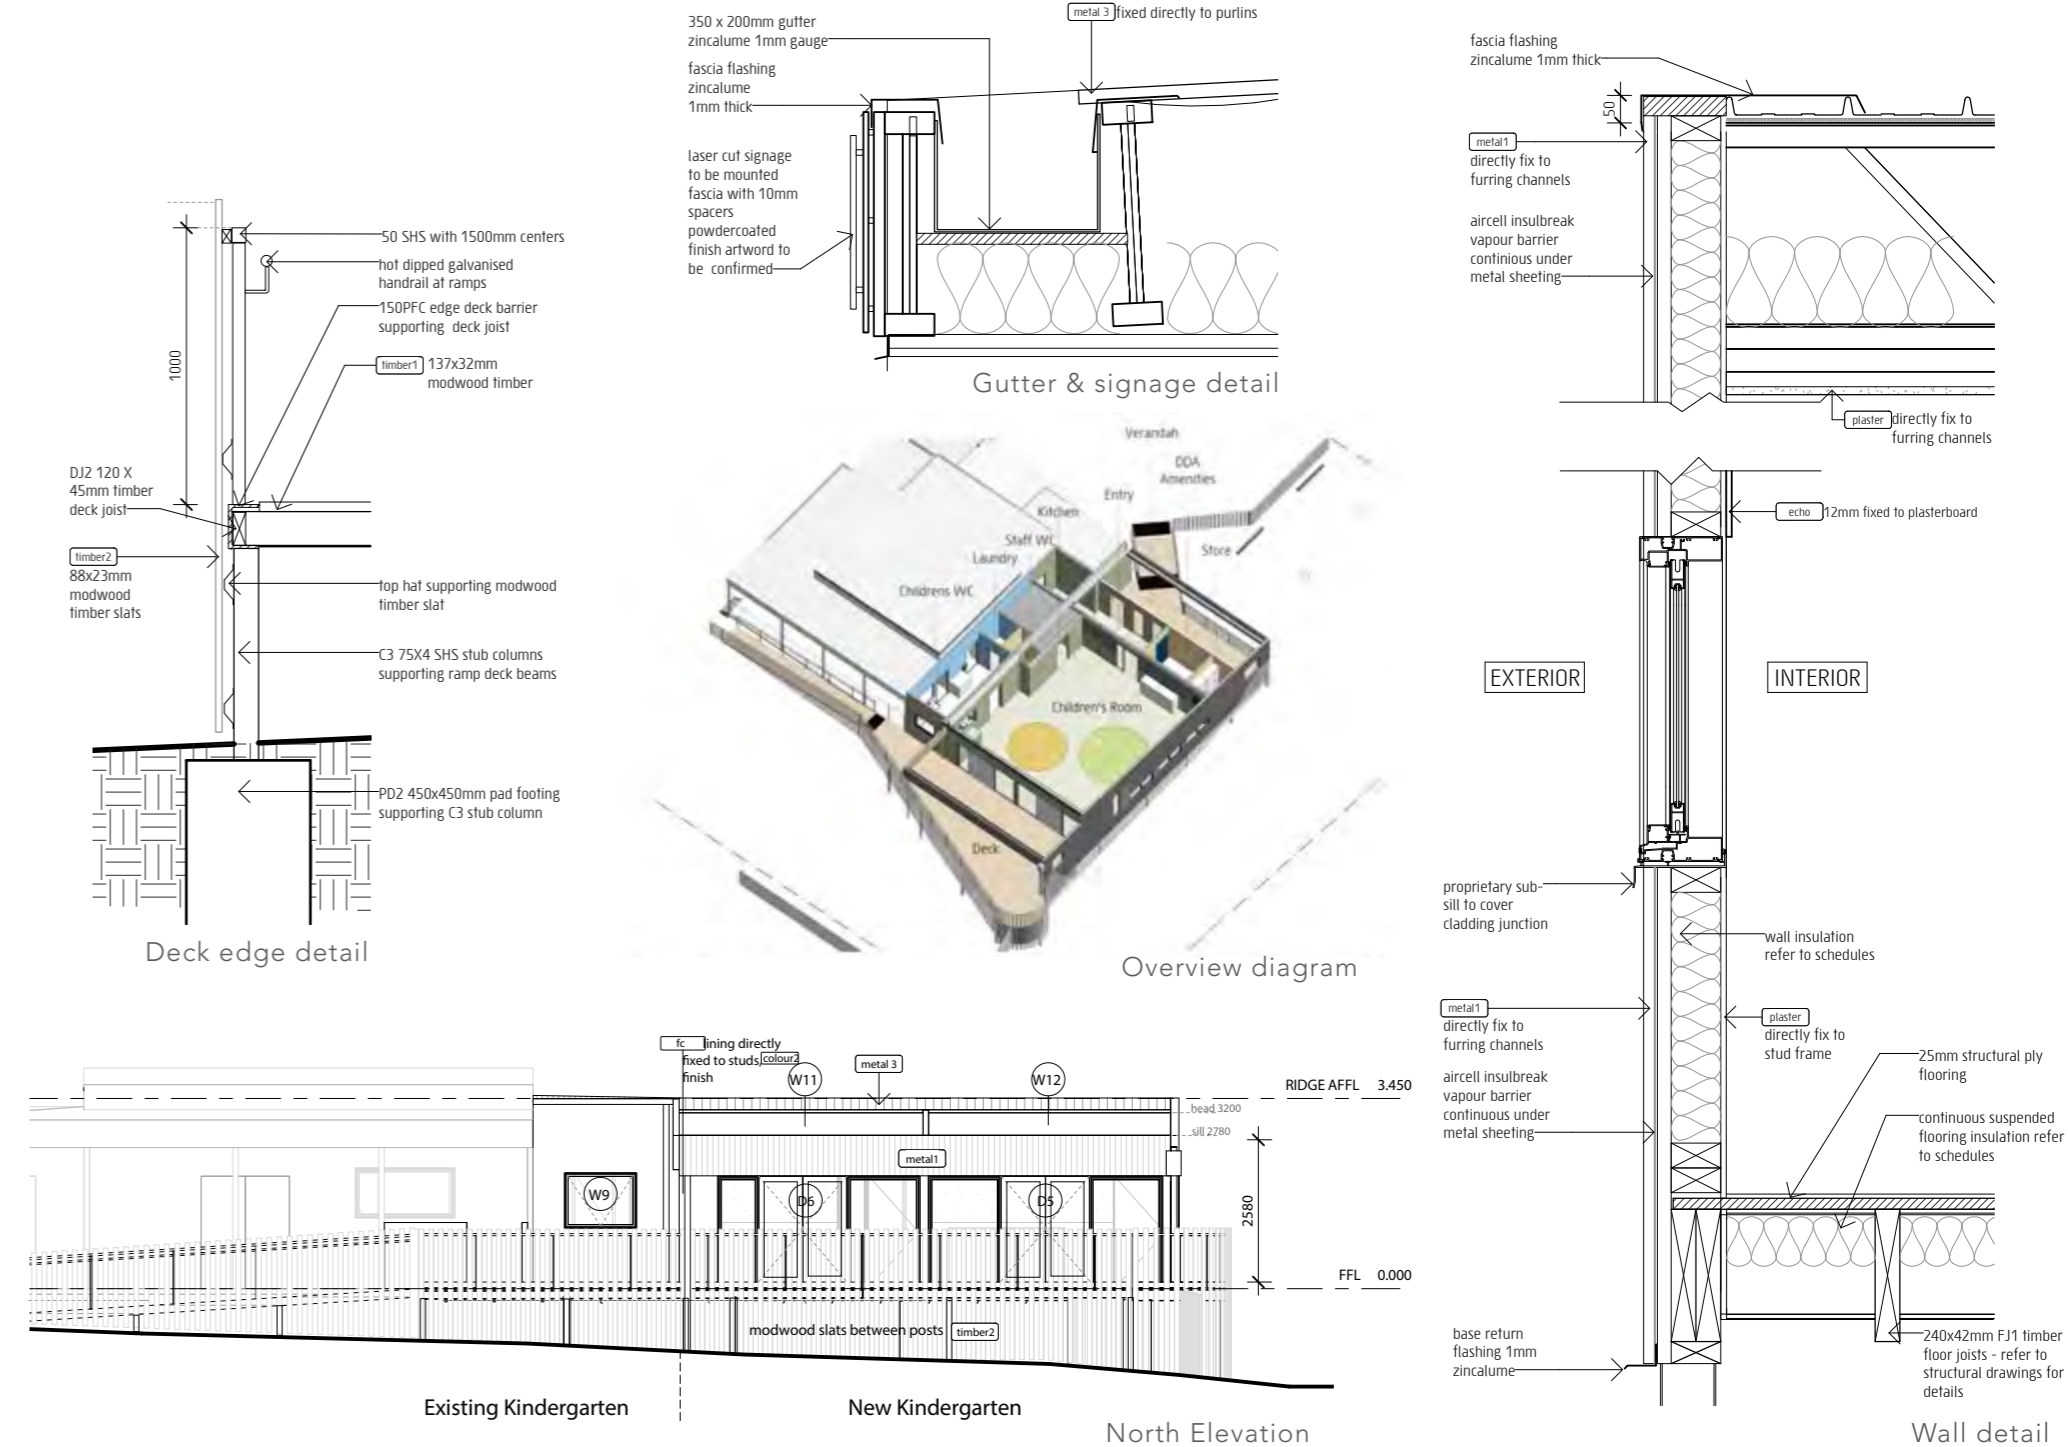 350 x 200mm gutter
zincalume 1mm gauge
fascia flashing
zincalume
1mm thick
laser cut signage
to be mounted
fascia with 10mm
spacers
powdercoated
finish artword to
be confirmed
metal 3 fixed directly to purlins
Gutter & signage detail
50 SHS with 1500mm centers
hot dipped galvanised
handrail at ramps
150PFC edge deck barrier
supporting deck joist
timber1 137x32mm
modwood timber
1000
DJ2 120 X
45mm timber
deck joist
timber2
88x23mm
modwood
timber slats
top hat supporting modwood
timber slat
C3 75X4 SHS stub columns
supporting ramp deck beams
PD2 450x450mm pad footing
supporting C3 stub column
Deck edge detail
Verandah
DDA
Amenities
Entry
Kitchen
Staff WC
Store
Laundry
Childrens WC
Children's Room
Deck
Overview diagram
fascia flashing
zincalume 1mm thick
50
metal1
directly fix to
furring channels
aircell insulbreak
vapour barrier
continious under
metal sheeting
plaster directly fix to
furring channels
echo 12mm fixed to plasterboard
EXTERIOR
INTERIOR
proprietary sub-
sill to cover
cladding junction
wall insulation
refer to schedules
metal1
directly fix to
furring channels
plaster
directly fix to
stud frame
aircell insulbreak
vapour barrier
continuous under
metal sheeting
25mm structural ply
flooring
continuous suspended
flooring insulation refer
to schedules
base return
flashing 1mm
zincalume
240x42mm FJ1 timber
floor joists - refer to
structural drawings for
details
Wall detail
fc lining directly
fixed to studs, colour2
finish
W11
metal 3
W12
RIDGE AFFL 3.450
head 3200
sill 2780
metal1
W9
D6
D5
2580
FFL 0.000
modwood slats between posts timber2
Existing Kindergarten
New Kindergarten
North Elevation